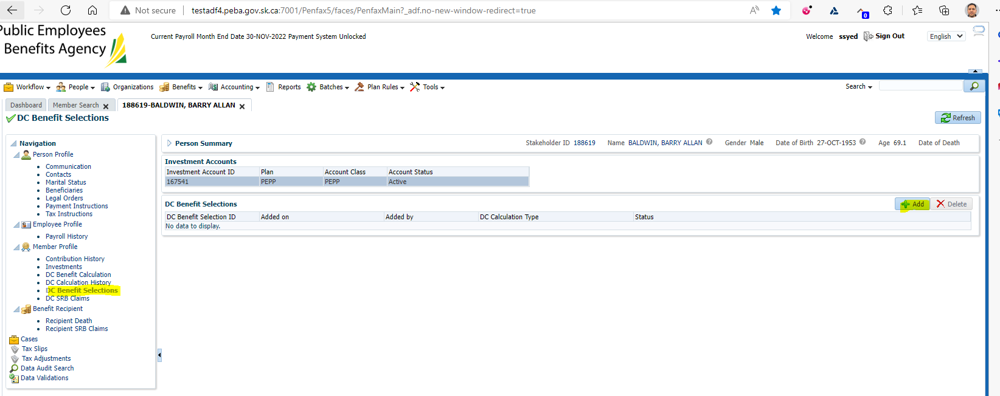 Not secure testadf4.peba.gov.sk.ca:7001/Penfax5/faces/PenfaxMain?_adf.no-new-window-redirect=true
0
Public Employees
Benefits Agency
Current Payroll Month End Date 30-NOV-2022 Payment System Unlocked
Welcome ssyed Sign Out English
Workflow People Organizations Benefits Accounting Reports Batches Plan Rules Tools Search
Dashboard Member Search 188619-BALDWIN, BARRY ALLAN
DC Benefit Selections Refresh
Navigation
Person Profile
Communication
Contacts
Marital Status
Beneficiaries
Legal Orders
Payment Instructions
Tax Instructions
Employee Profile
Payroll History
Member Profile
Contribution History
Investments
DC Benefit Calculation
DC Calculation History
DC Benefit Selections
DC SRB Claims
Benefit Recipient
Recipient Death
Recipient SRB Claims
Cases
Tax Slips
Tax Adjustments
Data Audit Search
Data Validations
Person Summary Stakeholder ID 188619 Name BALDWIN, BARRY ALLAN Gender Male Date of Birth 27-OCT-1953 Age 69.1 Date of Death
Investment Accounts
Investment Account ID Plan Account Class Account Status
167541 PEPP PEPP Active
DC Benefit Selections Add Delete
DC Benefit Selection ID Added on Added by DC Calculation Type Status
No data to display.